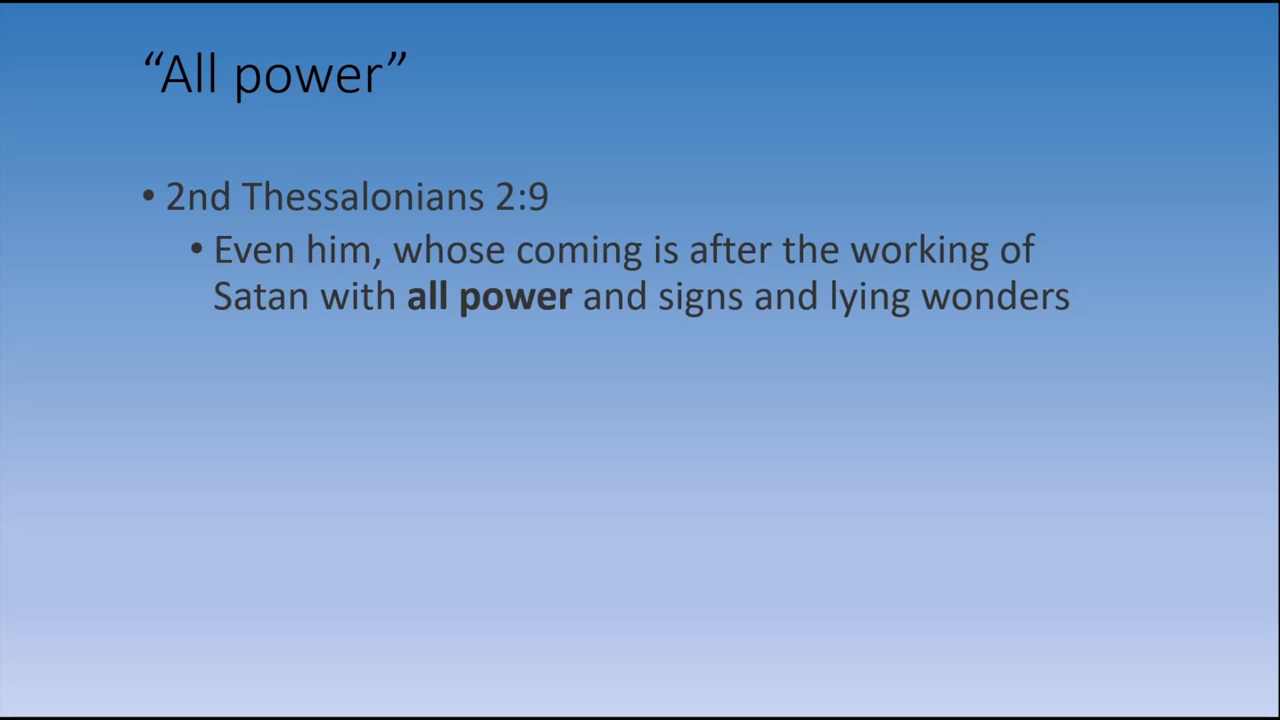 “All power”
• 2nd Thessalonians 2:9
• Even him, whose coming is after the working of
Satan with all power and signs and lying wonders